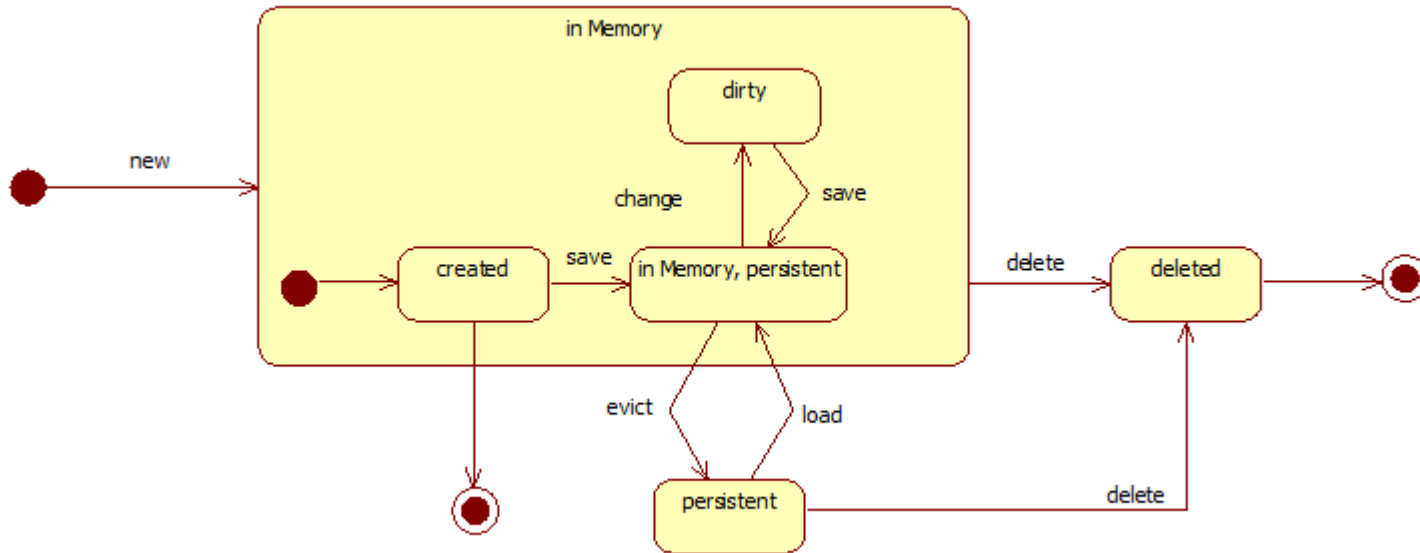 in Memory
dirty
new
change
save
created
save
in Memory, persistent
delete
deleted
evict
load
persistent
delete